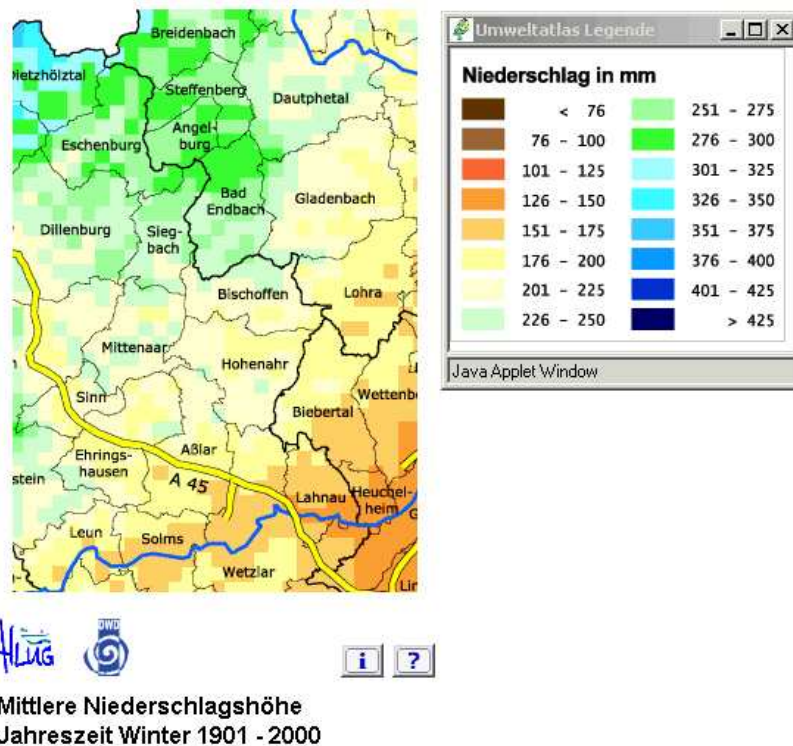 Breidenbach
Dietzhölztal
Steffenberg
Dautphetal
Angel-
burg
Eschenburg
Bad
Endbach
Gladenbach
Dillenburg
Sieg-
bach
Bischoffen
Lohra
Mittenaar
Hohenahr
Wettenbe
Sinn
Biebertal
Ehrings-
hausen
Aßlar
stein
A 45
Lahnau
Heuchel-
heim
G
Leun
Solms
Wetzlar
Lin
Umweltatlas Legende
Niederschlag in mm
< 76
76 - 100
101 - 125
126 - 150
151 - 175
176 - 200
201 - 225
226 - 250
251 - 275
276 - 300
301 - 325
326 - 350
351 - 375
376 - 400
401 - 425
> 425
Java Applet Window
HLUG
DWD
i ?
Mittlere Niederschlagshöhe
Jahreszeit Winter 1901 - 2000